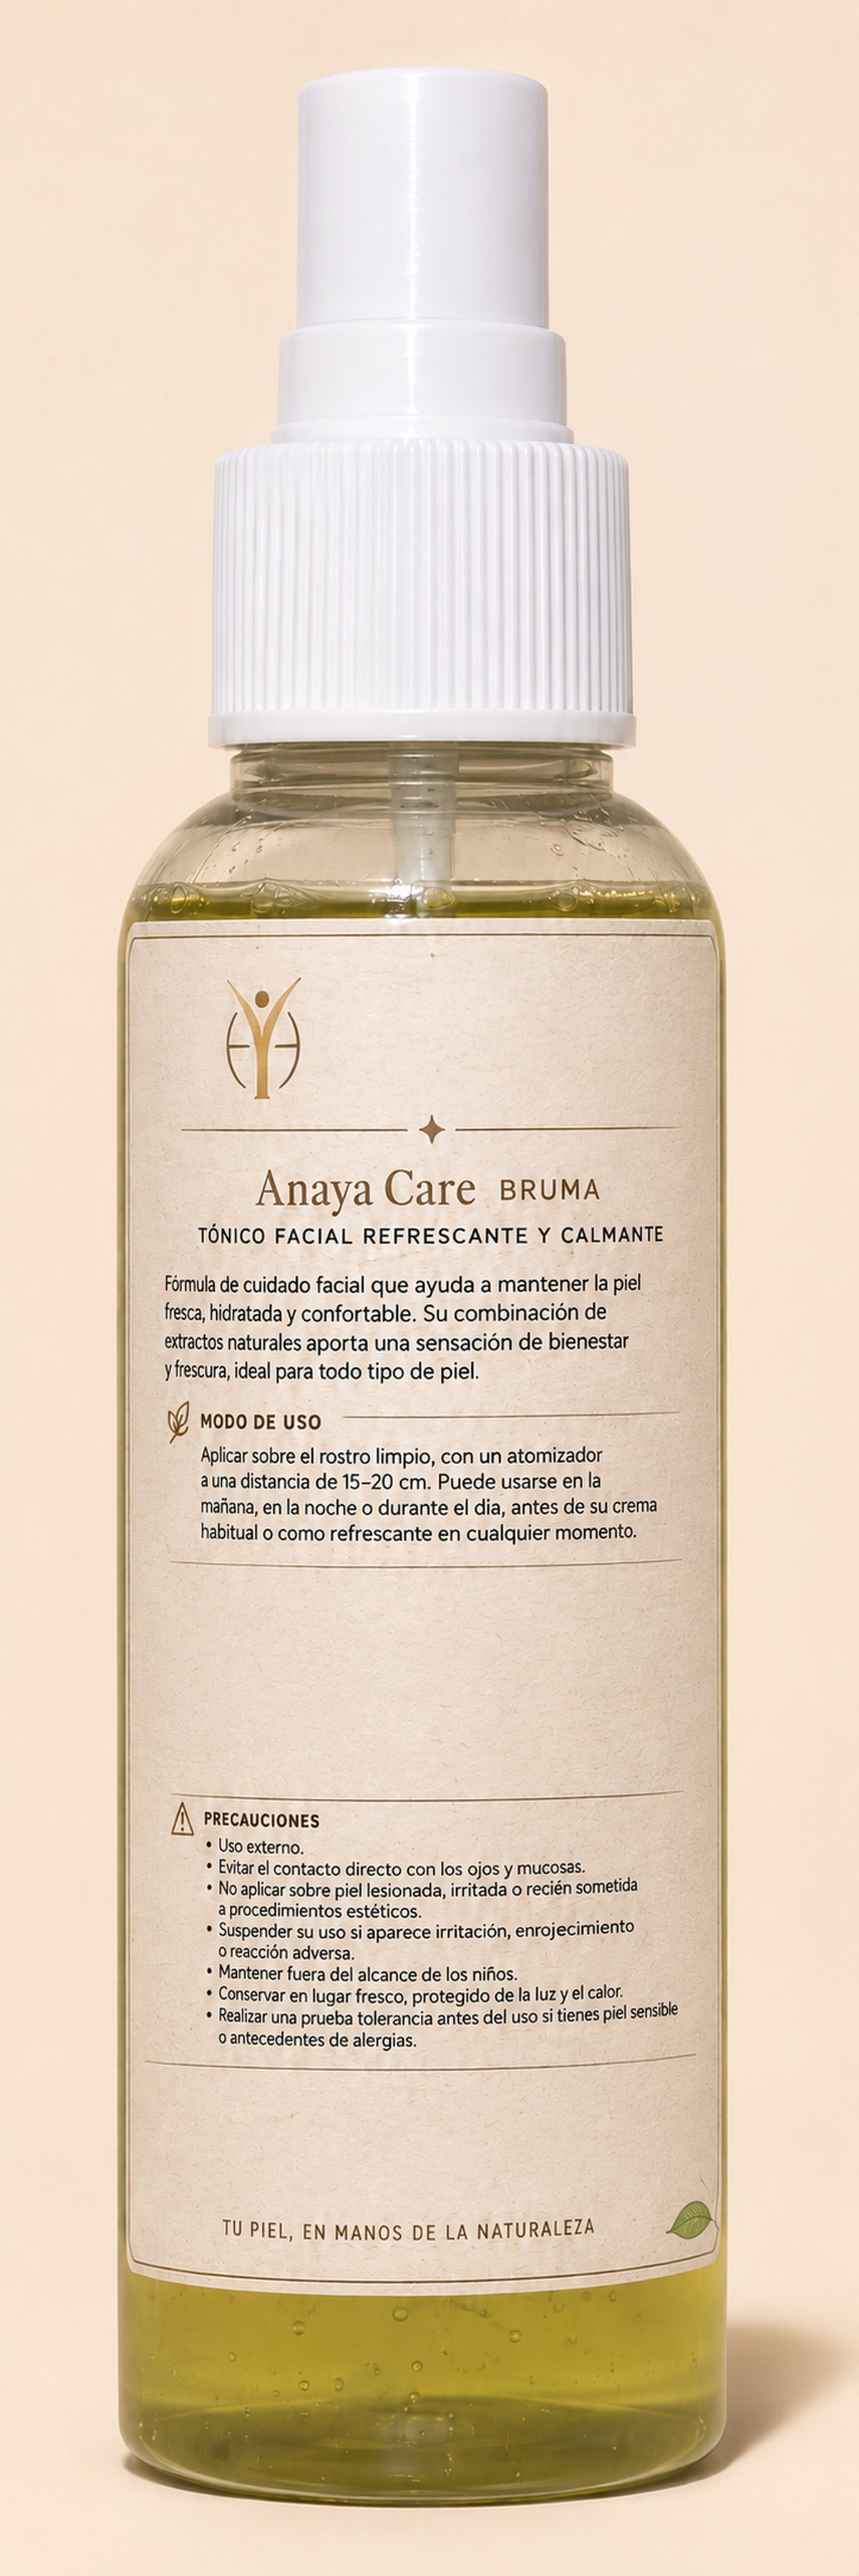 Anaya Care BRUMA
TÓNICO FACIAL REFRESCANTE Y CALMANTE
Fórmula de cuidado facial que ayuda a mantener la piel
fresca, hidratada y confortable. Su combinación de
extractos naturales aporta una sensación de bienestar
y frescura, ideal para todo tipo de piel.
MODO DE USO
Aplicar sobre el rostro limpio, con un atomizador
a una distancia de 15–20 cm. Puede usarse en la
mañana, en la noche o durante el dia, antes de su crema
habitual o como refrescante en cualquier momento.
PRECAUCIONES
• Uso externo.
• Evitar el contacto directo con los ojos y mucosas.
• No aplicar sobre piel lesionada, irritada o recién sometida
a procedimientos estéticos.
• Suspender su uso si aparece irritación, enrojecimiento
o reacción adversa.
• Mantener fuera del alcance de los niños.
• Conservar en lugar fresco, protegido de la luz y el calor.
• Realizar una prueba tolerancia antes del uso si tienes piel sensible
o antecedentes de alergias.
TU PIEL, EN MANOS DE LA NATURALEZA